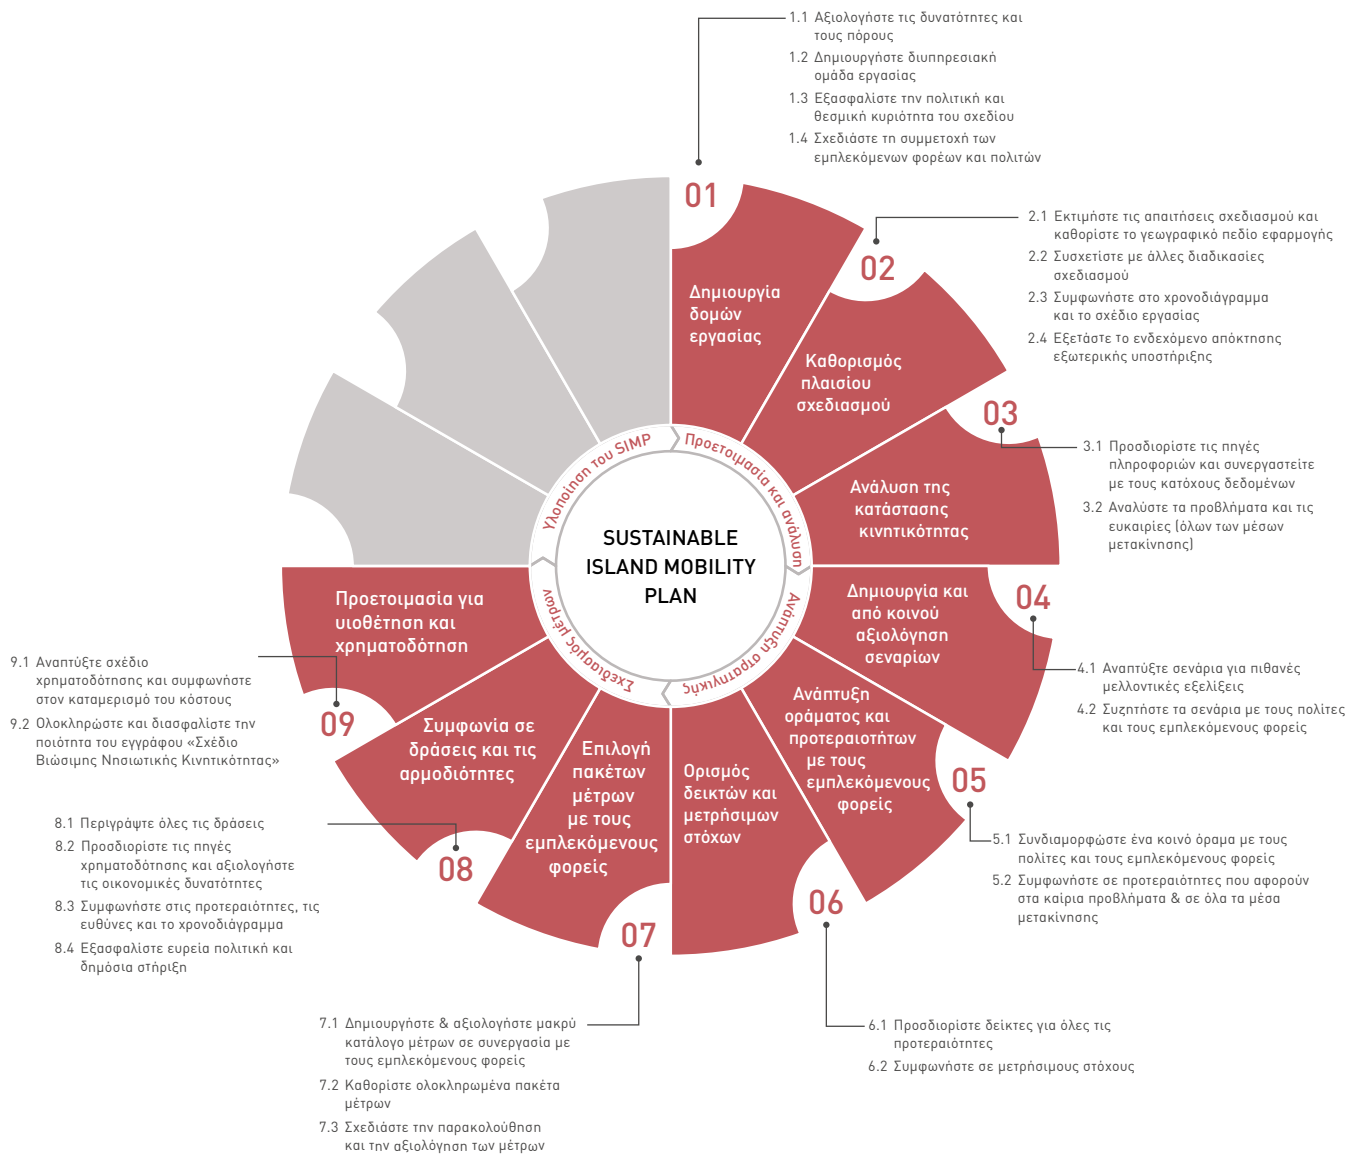 1.1 Αξιολογήστε τις δυνατότητες και
τους πόρους
1.2 Δημιουργήστε διυπηρεσιακή
ομάδα εργασίας
1.3 Εξασφαλίστε την πολιτική και
θεσμική κυριότητα του σχεδίου
1.4 Σχεδιάστε τη συμμετοχή των
εμπλεκόμενων φορέων και πολιτών
01
Δημιουργία
δομών
εργασίας
2.1 Εκτιμήστε τις απαιτήσεις σχεδιασμού και
καθορίστε το γεωγραφικό πεδίο εφαρμογής
2.2 Συσχετίστε με άλλες διαδικασίες
σχεδιασμού
2.3 Συμφωνήστε στο χρονοδιάγραμμα
και το σχέδιο εργασίας
2.4 Εξετάστε το ενδεχόμενο απόκτησης
εξωτερικής υποστήριξης
02
Καθορισμός
πλαισίου
σχεδιασμού
03
3.1 Προσδιορίστε τις πηγές
πληροφοριών και συνεργαστείτε
με τους κατόχους δεδομένων
3.2 Αναλύστε τα προβλήματα και τις
ευκαιρίες (όλων των μέσων
μετακίνησης)
Ανάλυση της
κατάστασης
κινητικότητας
Υλοποίηση του SIMP
Προετοιμασία και ανάλυση
Ανάπτυξη στρατηγικής
Σχεδιασμός μέτρων
SUSTAINABLE
ISLAND MOBILITY
PLAN
04
Δημιουργία και
από κοινού
αξιολόγηση
σεναρίων
4.1 Αναπτύξτε σενάρια για πιθανές
μελλοντικές εξελίξεις
4.2 Συζητήστε τα σενάρια με τους πολίτες
και τους εμπλεκόμενους φορείς
05
Ανάπτυξη
οράματος και
προτεραιοτήτων
με τους
εμπλεκόμενους
φορείς
5.1 Συνδιαμορφώστε ένα κοινό όραμα με τους
πολίτες και τους εμπλεκόμενους φορείς
5.2 Συμφωνήστε σε προτεραιότητες που αφορούν
στα καίρια προβλήματα & σε όλα τα μέσα
μετακίνησης
06
Ορισμός
δεικτών και
μετρήσιμων
στόχων
6.1 Προσδιορίστε δείκτες για όλες τις
προτεραιότητες
6.2 Συμφωνήστε σε μετρήσιμους στόχους
07
Επιλογή
πακέτων
μέτρων
με τους
εμπλεκόμενους
φορείς
7.1 Δημιουργήστε & αξιολογήστε μακρύ
κατάλογο μέτρων σε συνεργασία με
τους εμπλεκόμενους φορείς
7.2 Καθορίστε ολοκληρωμένα πακέτα
μέτρων
7.3 Σχεδιάστε την παρακολούθηση
και την αξιολόγηση των μέτρων
08
Συμφωνία σε
δράσεις και τις
αρμοδιότητες
8.1 Περιγράψτε όλες τις δράσεις
8.2 Προσδιορίστε τις πηγές
χρηματοδότησης και αξιολογήστε
τις οικονομικές δυνατότητες
8.3 Συμφωνήστε στις προτεραιότητες, τις
ευθύνες και το χρονοδιάγραμμα
8.4 Εξασφαλίστε ευρεία πολιτική και
δημόσια στήριξη
09
Προετοιμασία για
υιοθέτηση και
χρηματοδότηση
9.1 Αναπτύξτε σχέδιο
χρηματοδότησης και συμφωνήστε
στον καταμερισμό του κόστους
9.2 Ολοκληρώστε και διασφαλίστε την
ποιότητα του εγγράφου «Σχέδιο
Βιώσιμης Νησιωτικής Κινητικότητας»